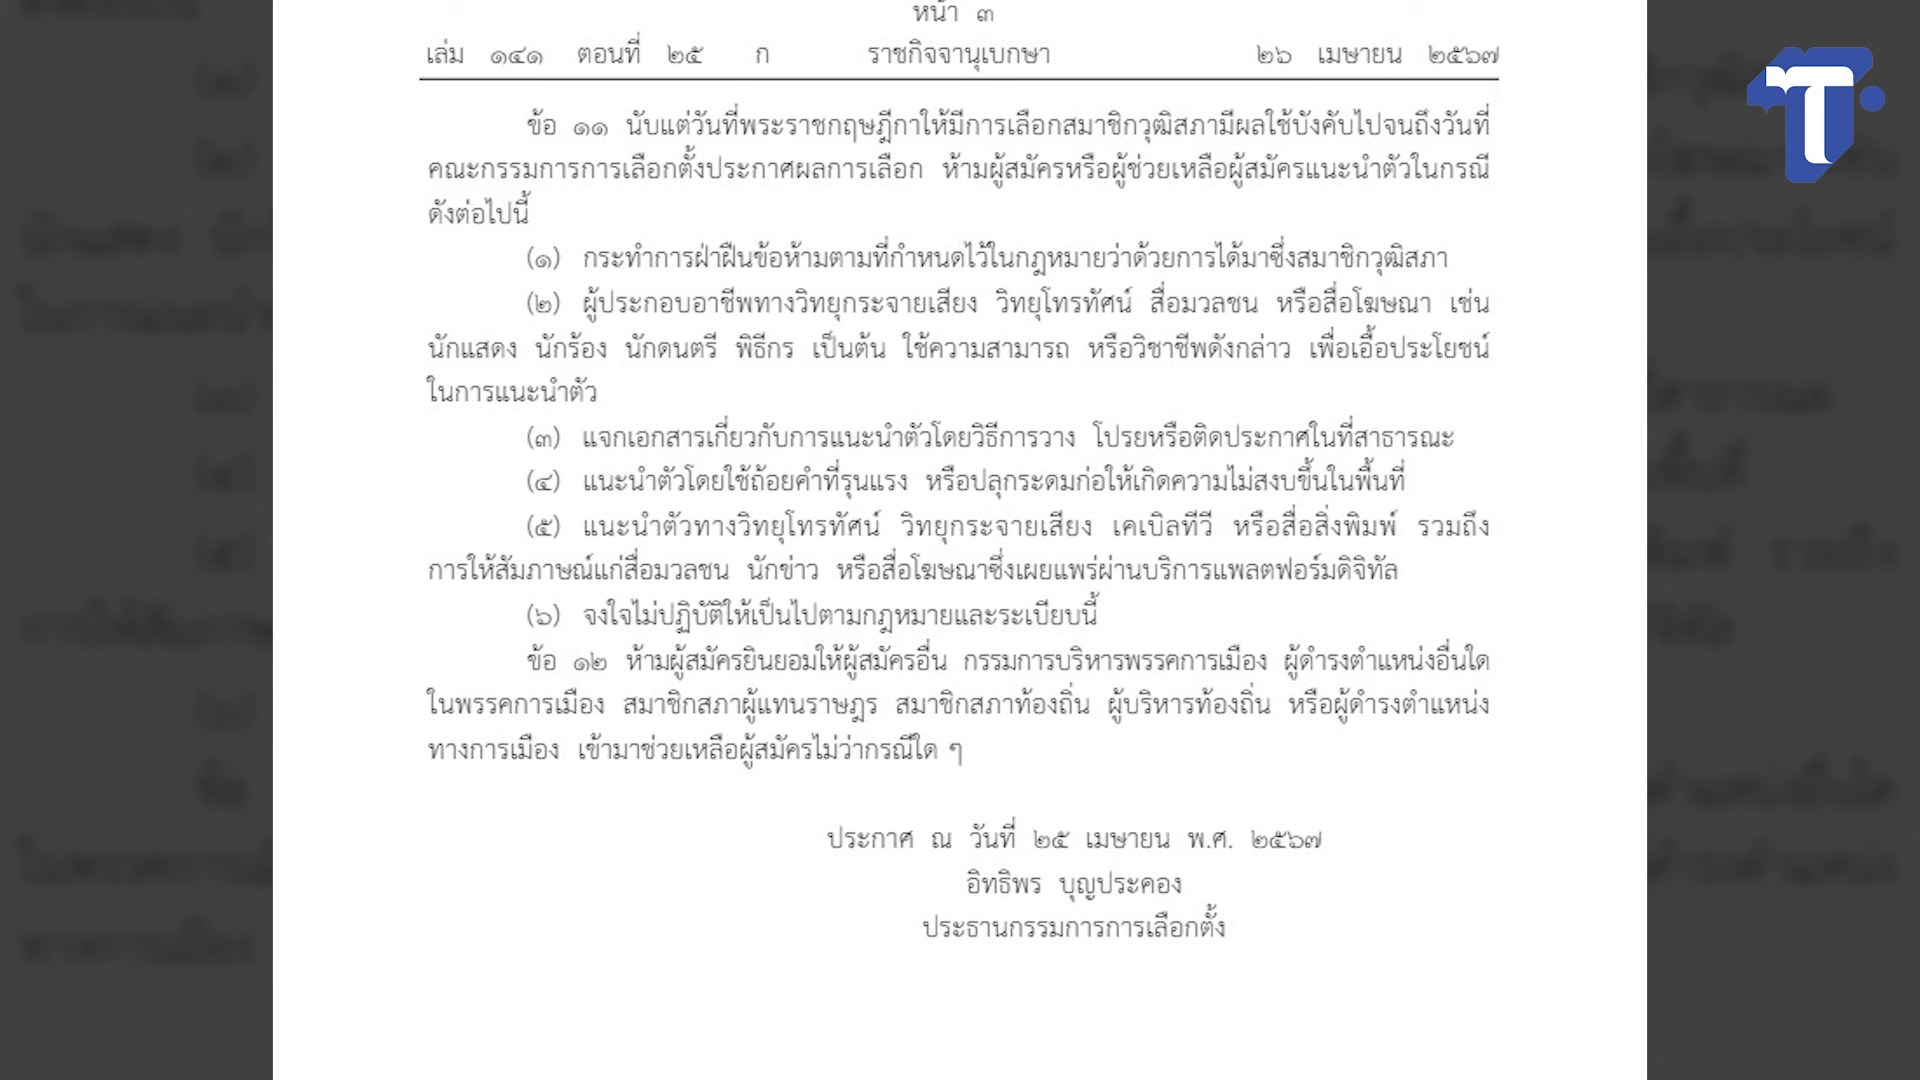 หน้า ๓
เล่ม ๑๔๑ ตอนที่ ๒๕ ก ราชกิจจานุเบกษา ๒๖ เมษายน ๒๕๖๗
ข้อ ๑๑ นับแต่วันที่พระราชกฤษฎีกาให้มีการเลือกสมาชิกวุฒิสภามีผลใช้บังคับไปจนถึงวันที่
คณะกรรมการการเลือกตั้งประกาศผลการเลือก ห้ามผู้สมัครหรือผู้ช่วยเหลือผู้สมัครแนะนำตัวในกรณี
ดังต่อไปนี้
(๑) กระทำการฝ่าฝืนข้อห้ามตามที่กำหนดไว้ในกฎหมายว่าด้วยการได้มาซึ่งสมาชิกวุฒิสภา
(๒) ผู้ประกอบอาชีพทางวิทยุกระจายเสียง วิทยุโทรทัศน์ สื่อมวลชน หรือสื่อโฆษณา เช่น
นักแสดง นักร้อง นักดนตรี พิธีกร เป็นต้น ใช้ความสามารถ หรือวิชาชีพดังกล่าว เพื่อเอื้อประโยชน์
ในการแนะนำตัว
(๓) แจกเอกสารเกี่ยวกับการแนะนำตัวโดยวิธีการวาง โปรยหรือติดประกาศในที่สาธารณะ
(๔) แนะนำตัวโดยใช้ถ้อยคำที่รุนแรง หรือปลุกระดมก่อให้เกิดความไม่สงบขึ้นในพื้นที่
(๕) แนะนำตัวทางวิทยุโทรทัศน์ วิทยุกระจายเสียง เคเบิลทีวี หรือสื่อสิ่งพิมพ์ รวมถึง
การให้สัมภาษณ์แก่สื่อมวลชน นักข่าว หรือสื่อโฆษณาซึ่งเผยแพร่ผ่านบริการแพลตฟอร์มดิจิทัล
(๖) จงใจไม่ปฏิบัติให้เป็นไปตามกฎหมายและระเบียบนี้
ข้อ ๑๒ ห้ามผู้สมัครยินยอมให้ผู้สมัครอื่น กรรมการบริหารพรรคการเมือง ผู้ดำรงตำแหน่งอื่นใด
ในพรรคการเมือง สมาชิกสภาผู้แทนราษฎร สมาชิกสภาท้องถิ่น ผู้บริหารท้องถิ่น หรือผู้ดำรงตำแหน่ง
ทางการเมือง เข้ามาช่วยเหลือผู้สมัครไม่ว่ากรณีใด ๆ
ประกาศ ณ วันที่ ๒๕ เมษายน พ.ศ. ๒๕๖๗
อิทธิพร บุญประคอง
ประธานกรรมการการเลือกตั้ง
T